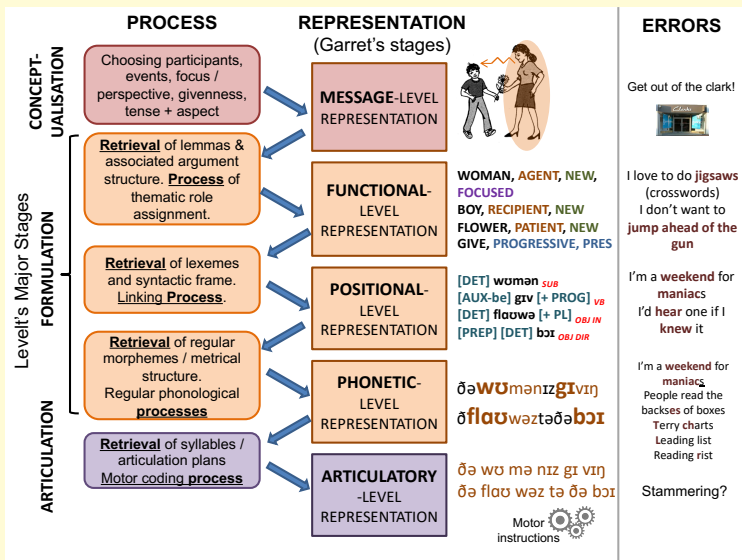 PROCESS
REPRESENTATION
(Garret's stages)
ERRORS
Levelt's Major Stages
CONCEPT-
UALISATION
FORMULATION
ARTICULATION
Choosing participants,
events, focus /
perspective, givenness,
tense + aspect
MESSAGE-LEVEL
REPRESENTATION
Get out of the clark!
Clarks
Retrieval of lemmas &
associated argument
structure. Process of
thematic role
assignment.
FUNCTIONAL-
LEVEL
REPRESENTATION
WOMAN, AGENT, NEW,
FOCUSED
BOY, RECIPIENT, NEW
FLOWER, PATIENT, NEW
GIVE, PROGRESSIVE, PRES
I love to do jigsaws
(crosswords)
I don't want to
jump ahead of the
gun
Retrieval of lexemes
and syntactic frame.
Linking Process.
POSITIONAL-
LEVEL
REPRESENTATION
[DET] wʊmən SUB
[AUX-be] gɪv [+ PROG] VB
[DET] flaʊwə [+ PL] OBJ IN
[PREP] [DET] bɔɪ OBJ DIR
I'm a weekend for
maniacs
I'd hear one if I
knew it
Retrieval of regular
morphemes / metrical
structure.
Regular phonological
processes
PHONETIC-
LEVEL
REPRESENTATION
ðəwʊmənɪzgɪvɪŋ
ðflaʊwəztəðəbɔɪ
I'm a weekend for
maniacs
People read the
backses of boxes
Terry charts
Leading list
Reading rist
Retrieval of syllables /
articulation plans
Motor coding process
ARTICULATORY
-LEVEL
REPRESENTATION
ðə wʊ mə nɪz gɪ vɪŋ
ðə flaʊ wəz tə ðə bɔɪ
Motor
instructions
Stammering?